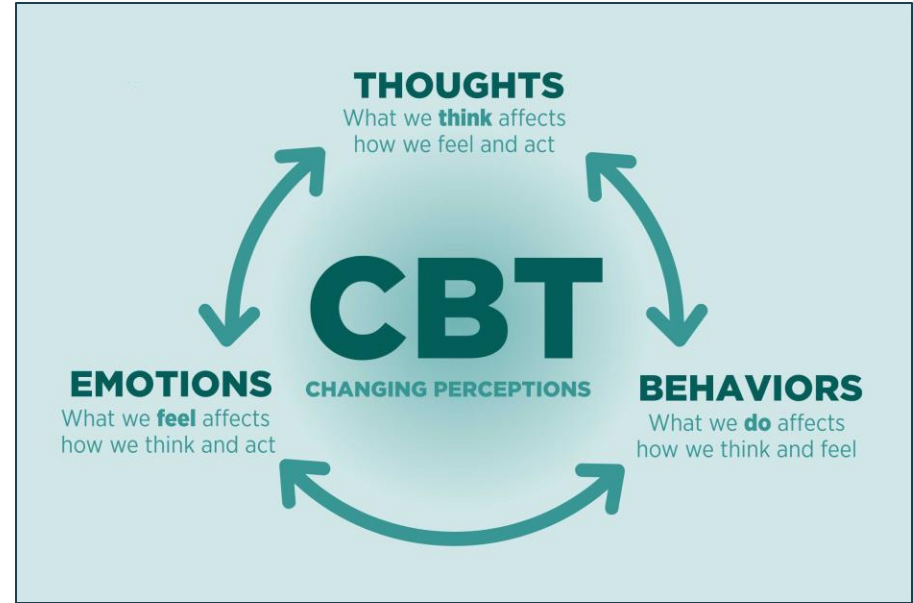 THOUGHTS
What we think affects
how we feel and act
CBT
CHANGING PERCEPTIONS
EMOTIONS
What we feel affects
how we think and act
BEHAVIORS
What we do affects
how we think and feel